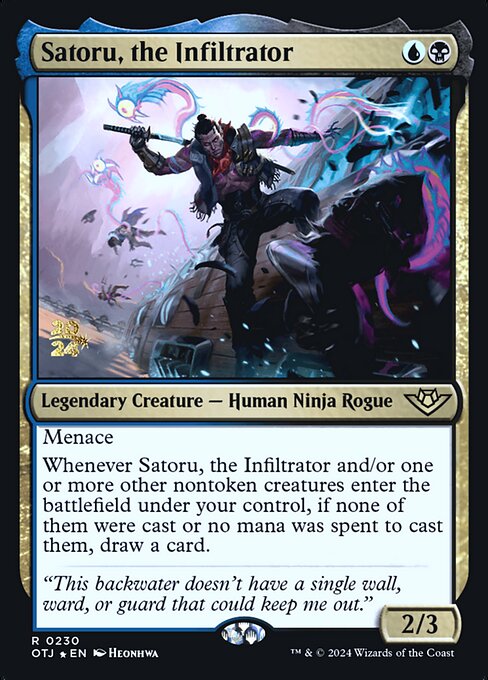 Satoru, the Infiltrator
Legendary Creature — Human Ninja Rogue
Menace
Whenever Satoru, the Infiltrator and/or one
or more other nontoken creatures enter the
battlefield under your control, if none of
them were cast or no mana was spent to cast
them, draw a card.
“This backwater doesn’t have a single wall,
ward, or guard that could keep me out.”
2/3
R 0230
OTJ ★ EN Heonhwa
™ & © 2024 Wizards of the Coast